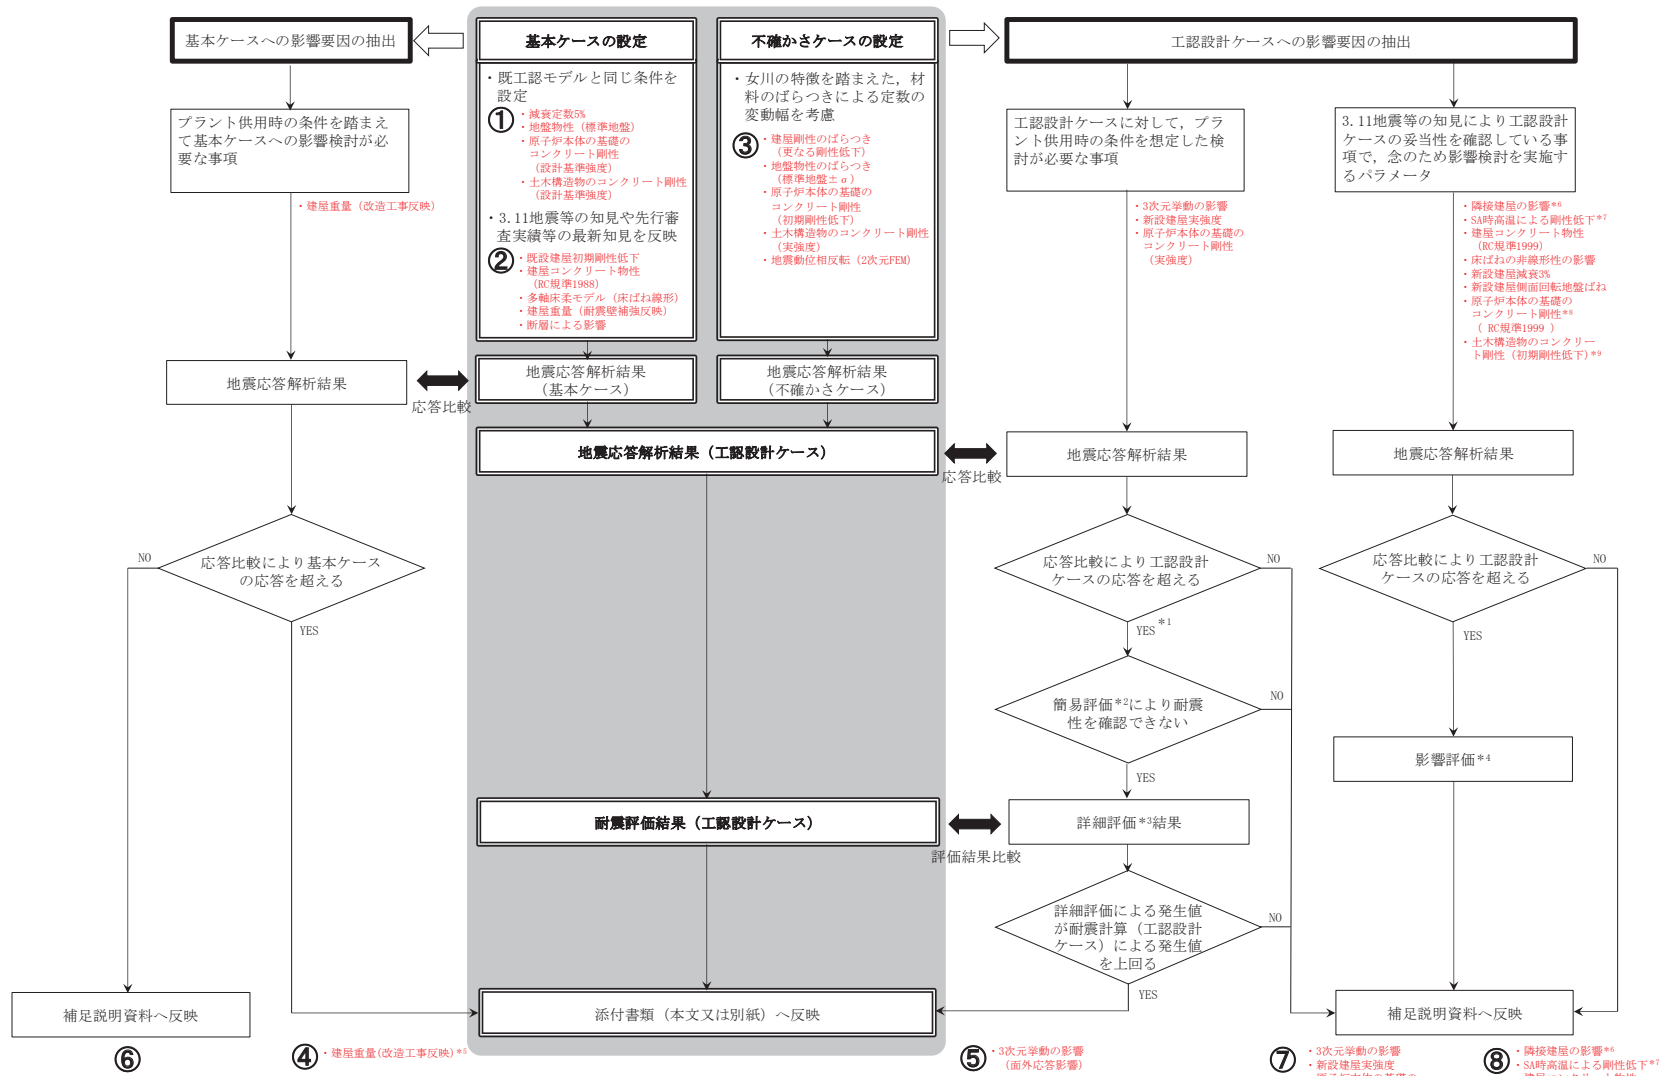 基本ケースへの影響要因の抽出
プラント供用時の条件を踏まえ
て基本ケースへの影響検討が必
要な事項
・建屋重量（改造工事反映）
地震応答解析結果
応答比較
応答比較により基本ケース
の応答を超える
NO
YES
補足説明資料へ反映
⑥
④ ・建屋重量(改造工事反映)*5
基本ケースの設定
・既工認モデルと同じ条件を
設定
①
・減衰定数5%
・地盤物性（標準地盤）
・原子炉本体の基礎の
コンクリート剛性
（設計基準強度）
・土木構造物のコンクリート剛性
（設計基準強度）
・3.11地震等の知見や先行審
査実績等の最新知見を反映
②
・既設建屋初期剛性低下
・建屋コンクリート物性
（RC規準1988）
・多軸床柔モデル（床ばね線形）
・建屋重量（耐震壁補強反映）
・断層による影響
地震応答解析結果
（基本ケース）
不確かさケースの設定
・女川の特徴を踏まえた，材
料のばらつきによる定数の
変動幅を考慮
③
・建屋剛性のばらつき
（更なる剛性低下）
・地盤物性のばらつき
（標準地盤±σ）
・原子炉本体の基礎の
コンクリート剛性
（初期剛性低下）
・土木構造物のコンクリート剛性
（実強度）
・地震動位相反転（2次元FEM）
地震応答解析結果
（不確かさケース）
地震応答解析結果（工認設計ケース）
耐震評価結果（工認設計ケース）
添付書類（本文又は別紙）へ反映
工認設計ケースへの影響要因の抽出
工認設計ケースに対して，プラ
ント供用時の条件を想定した検
討が必要な事項
・3次元挙動の影響
・新設建屋実強度
・原子炉本体の基礎の
コンクリート剛性
（実強度）
地震応答解析結果
応答比較
応答比較により工認設計
ケースの応答を超える
NO
YES*1
簡易評価*2により耐震
性を確認できない
NO
YES
詳細評価*3結果
評価結果比較
詳細評価による発生値
が耐震計算（工認設計
ケース）による発生値
を上回る
NO
YES
⑤ ・3次元挙動の影響
（面外応答影響）
3.11地震等の知見により工認設計
ケースの妥当性を確認している事
項で，念のため影響検討を実施す
るパラメータ
・隣接建屋の影響*6
・SA時高温による剛性低下*7
・建屋コンクリート物性
（RC規準1999）
・床ばねの非線形性の影響
・新設建屋減衰3%
・新設建屋側面回転地盤ばね
・原子炉本体の基礎の
コンクリート剛性*8
（ RC規準1999 ）
・土木構造物のコンクリー
ト剛性（初期剛性低下）*9
地震応答解析結果
応答比較により工認設計
ケースの応答を超える
NO
YES
影響評価*4
補足説明資料へ反映
⑦ ・3次元挙動の影響
・新設建屋実強度
⑧ ・隣接建屋の影響*6
・SA時高温による剛性低下*7